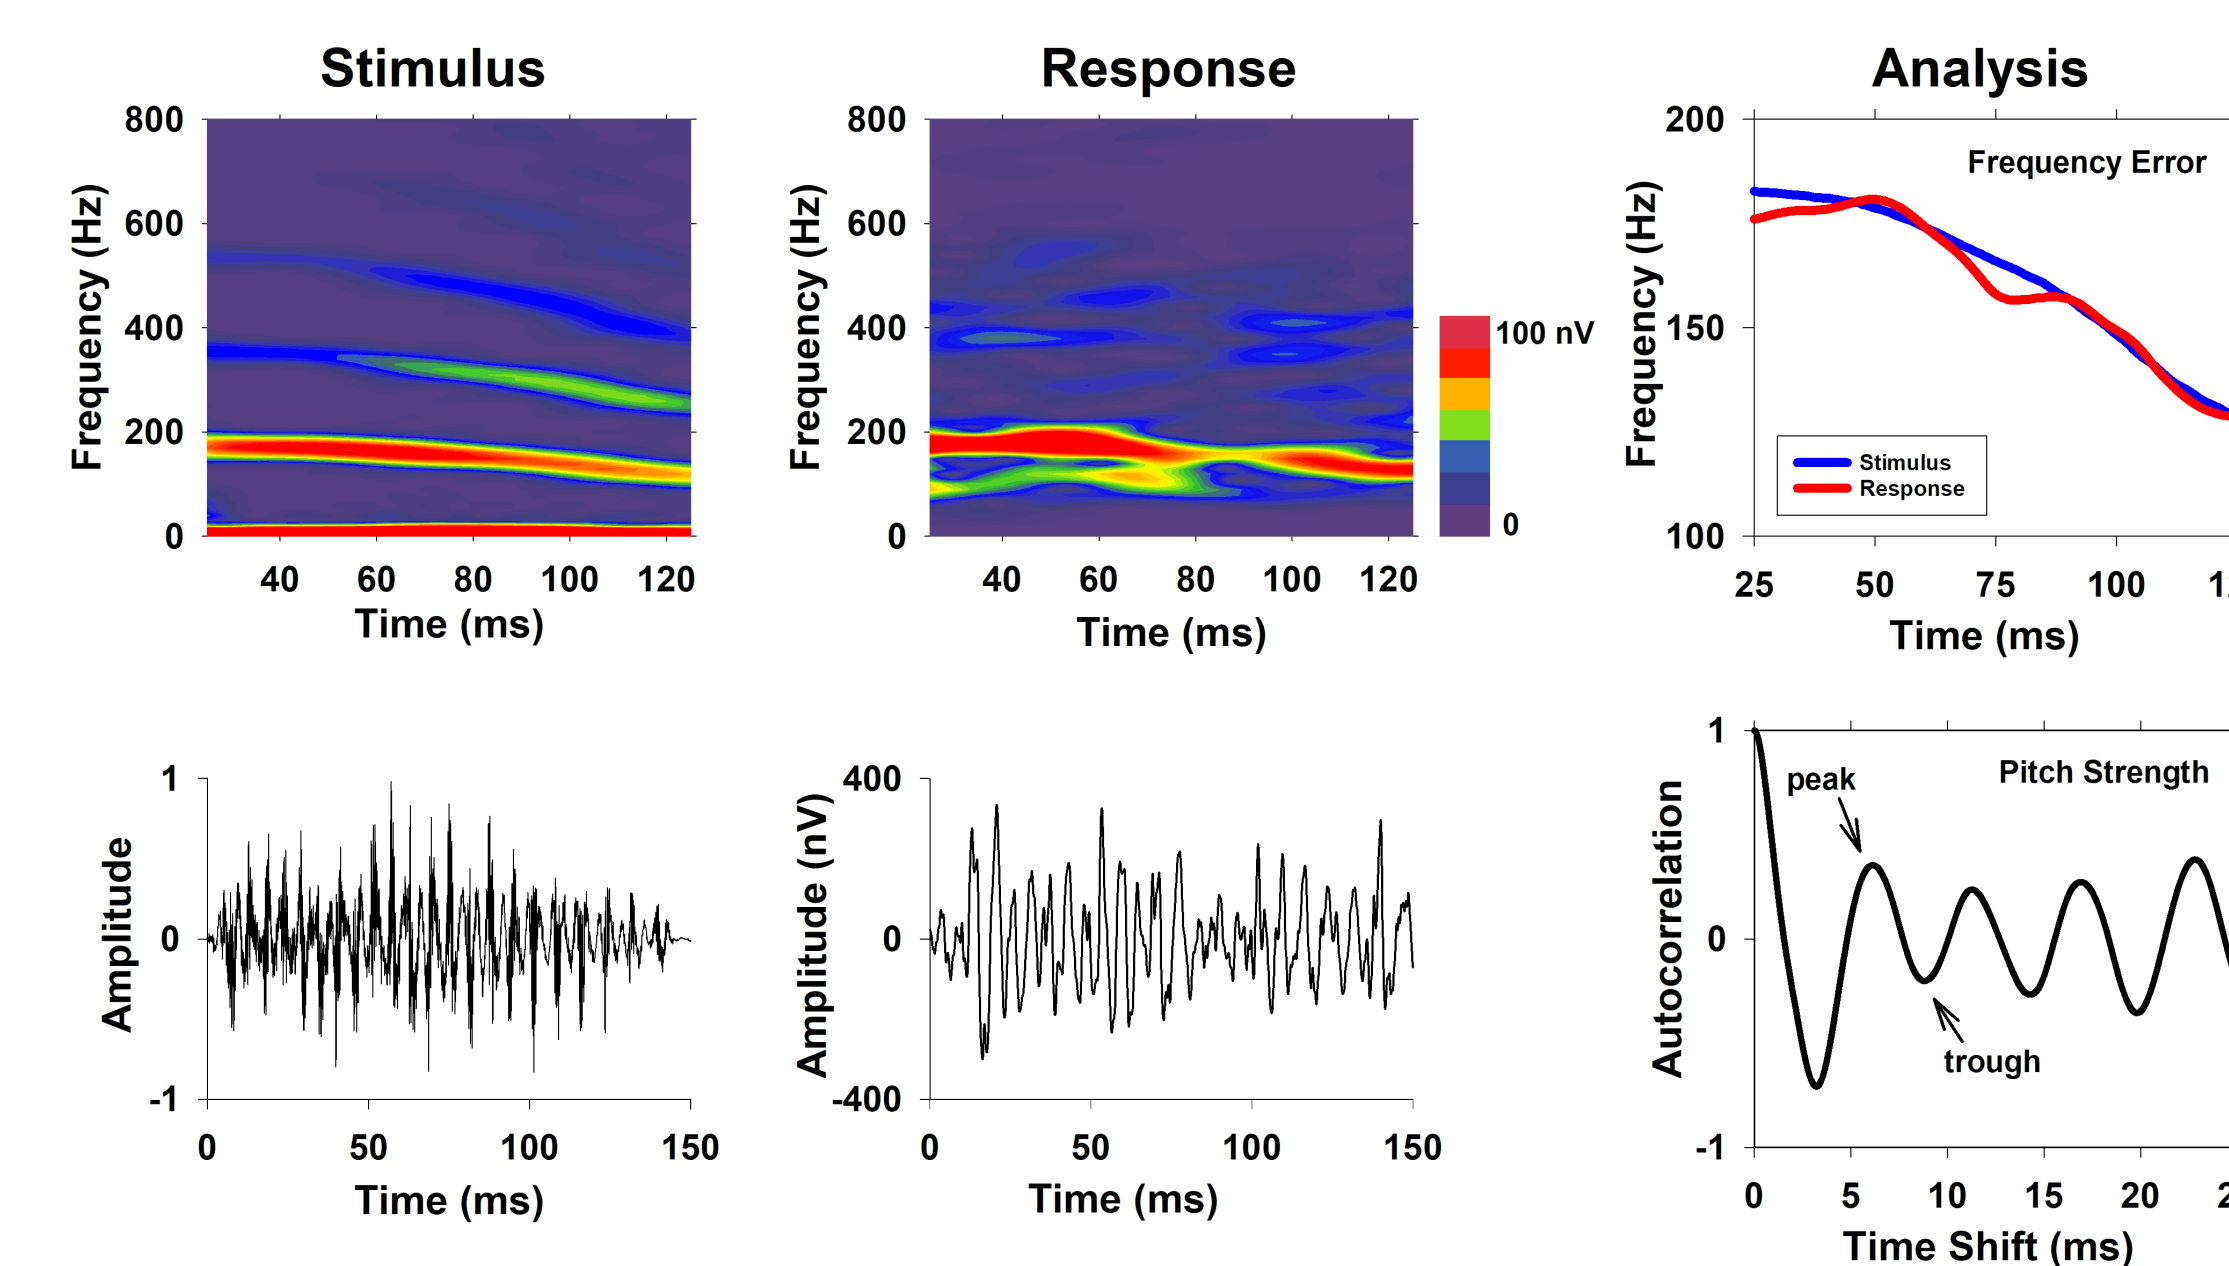 Stimulus
Response
Analysis
800
600
400
200
0
Frequency (Hz)
40 60 80 100 120
Time (ms)
800
600
400
200
0
Frequency (Hz)
40 60 80 100 120
Time (ms)
100 nV
0
200
150
100
Frequency (Hz)
Frequency Error
Stimulus
Response
25 50 75 100
Time (ms)
1
0
-1
Amplitude
0 50 100 150
Time (ms)
400
0
-400
Amplitude (nV)
0 50 100 150
Time (ms)
1
0
-1
Autocorrelation
Pitch Strength
peak
trough
0 5 10 15 20
Time Shift (ms)